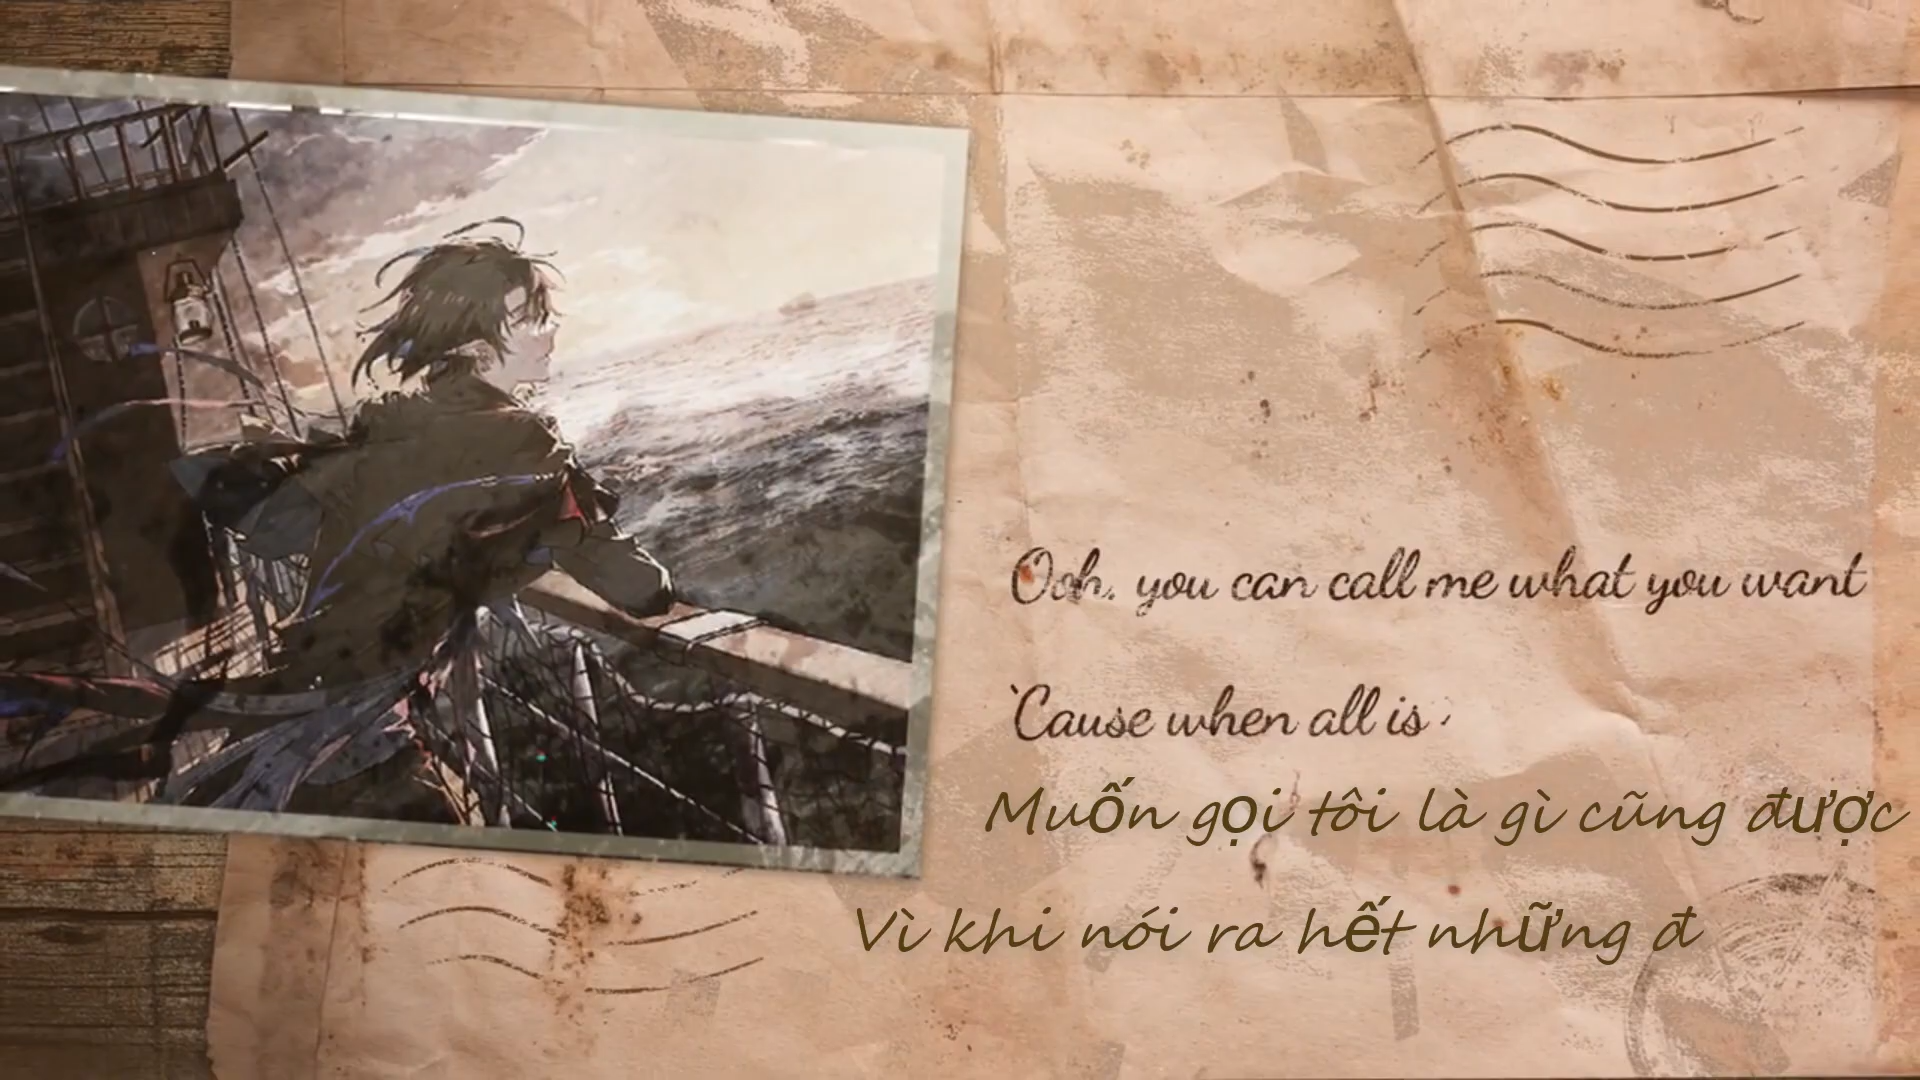 Ooh, you can call me what you want
'Cause when all is
Muốn gọi tôi là gì cũng được
Vì khi nói ra hết những đ